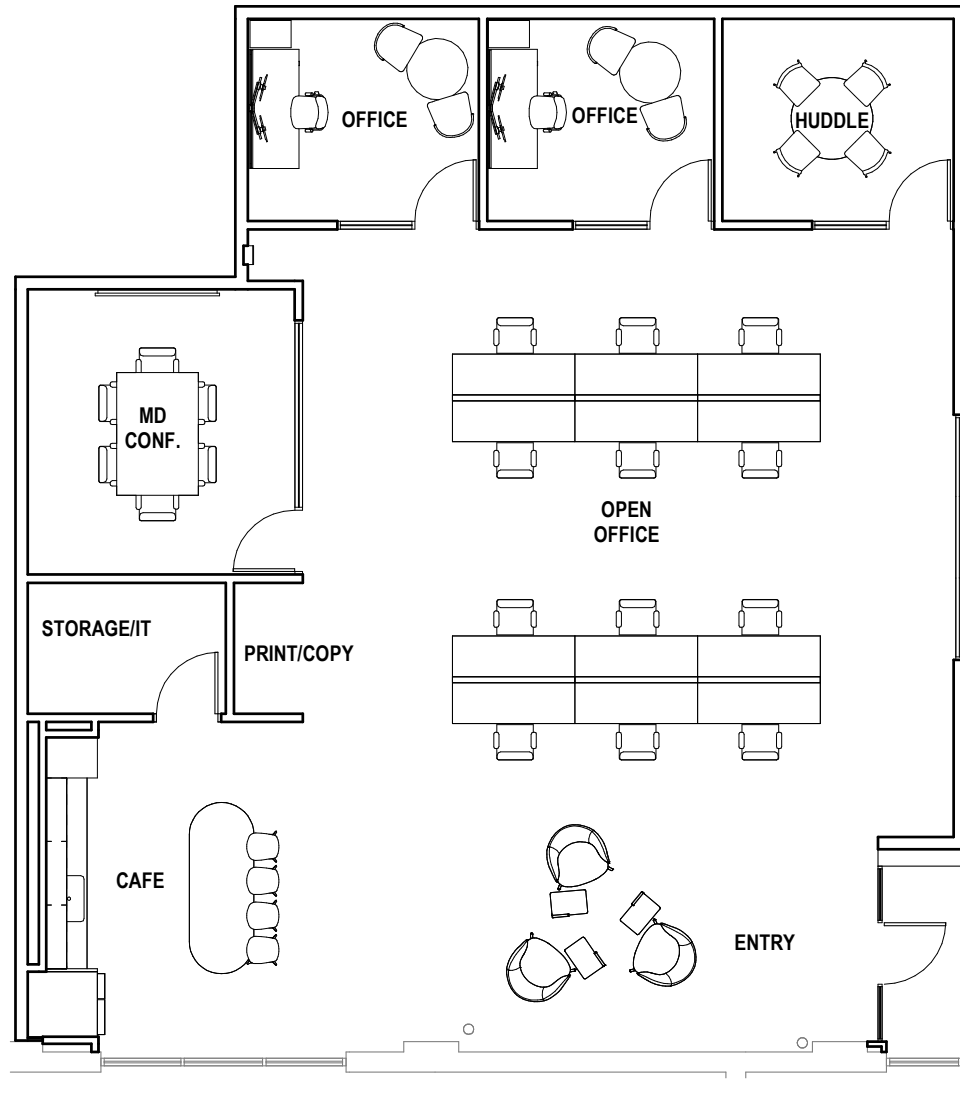 OFFICE
OFFICE
HUDDLE
MD
CONF.
OPEN
OFFICE
STORAGE/IT
PRINT/COPY
CAFE
ENTRY